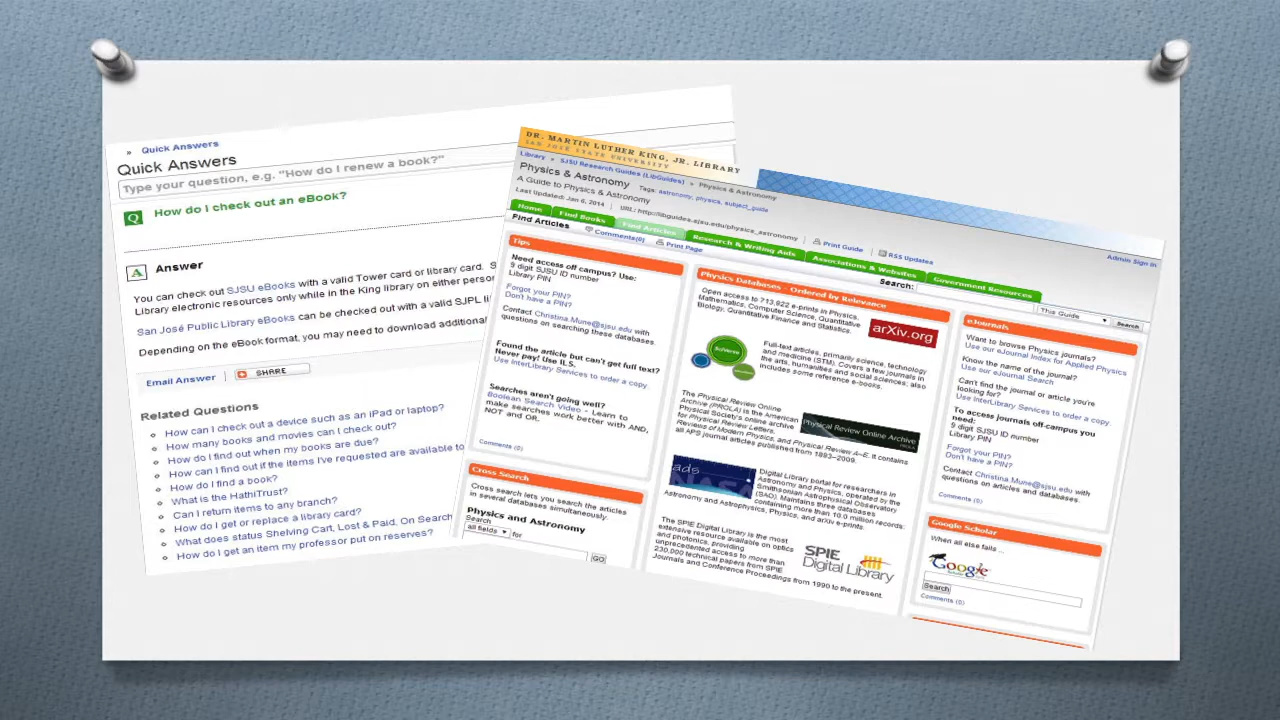 » Quick Answers
Quick Answers
Type your question, e.g. "How do I renew a book?"
Q How do I check out an eBook?
A Answer
You can check out SJSU eBooks with a valid Tower card or library card. S
Library electronic resources only while in the King library on either person
San José Public Library eBooks can be checked out with a valid SJPL li
Depending on the eBook format, you may need to download additional
Email Answer
SHARE
Related Questions
How can I check out a device such as an iPad or laptop?
How many books and movies can I check out?
How do I find out when my books are due?
How can I find out if the items I've requested are available to
How do I find a book?
What is the HathiTrust?
Can I return items to any branch?
How do I get or replace a library card?
What does status Shelving Cart, Lost & Paid, On Search
How do I get an item my professor put on reserves?
DR. MARTIN LUTHER KING, JR. LIBRARY
SAN JOSÉ STATE UNIVERSITY
Library » SJSU Research Guides (LibGuides) » Physics & Astronomy
Admin Sign In
Physics & Astronomy Tags: astronomy, physics, subject_guide
A Guide to Physics & Astronomy
Last Updated: Jan 6, 2014 URL: http://libguides.sjsu.edu/physics_astronomy Print Guide RSS Updates
Home Find Books Find Articles Research & Writing Aids Associations & Websites Government Resources
Find Articles Comments(0) Print Page Search: This Guide Search
Tips
Need access off campus? Use:
9 digit SJSU ID number
Library PIN
Forgot your PIN?
Don't have a PIN?
Contact Christina.Mune@sjsu.edu with
questions on searching these databases.
Found the article but can't get full text?
Never pay! Use ILS.
Use InterLibrary Services to order a copy.
Searches aren't going well?
Boolean Search Video - Learn to
make searches work better with AND,
NOT and OR.
Comments (0)
Cross Search
Cross search lets you search the articles
in several databases simultaneously.
Physics and Astronomy
Search
all fields for
GO
Physics Databases - Ordered by Relevance
Open access to 713,922 e-prints in Physics,
Mathematics, Computer Science, Quantitative
Biology, Quantitative Finance and Statistics.
arXiv.org
Full-text articles, primarily science, technology
and medicine (STM). Covers a few journals in
the arts, humanities and social sciences; also
includes some reference e-books.
The Physical Review Online
Archive (PROLA) is the American
Physical Society's online archive
for Physical Review Letters,
Reviews of Modern Physics, and Physical Review A–E. It contains
all APS journal articles published from 1893–2009.
Physical Review Online Archive
PROLA
ads
NASA
Digital Library portal for researchers in
Astronomy and Physics, operated by the
Smithsonian Astrophysical Observatory
(SAO). Maintains three databases
containing more than 10.0 million records:
Astronomy and Astrophysics, Physics, and arXiv e-prints.
The SPIE Digital Library is the most
extensive resource available on optics
and photonics, providing
unprecedented access to more than
230,000 technical papers from SPIE
Journals and Conference Proceedings from 1990 to the present.
SPIE
Digital Library
eJournals
Want to browse Physics journals?
Use our eJournal Index for Applied Physics
Know the name of the journal?
Use our eJournal Search
Can't find the journal or article you're
looking for?
Use InterLibrary Services to order a copy.
To access journals off-campus you
need:
9 digit SJSU ID number
Library PIN
Forgot your PIN?
Don't have a PIN?
Contact Christina.Mune@sjsu.edu with
questions on articles and databases.
Comments (0)
Google Scholar
When all else fails ...
Google
Search
Comments (0)